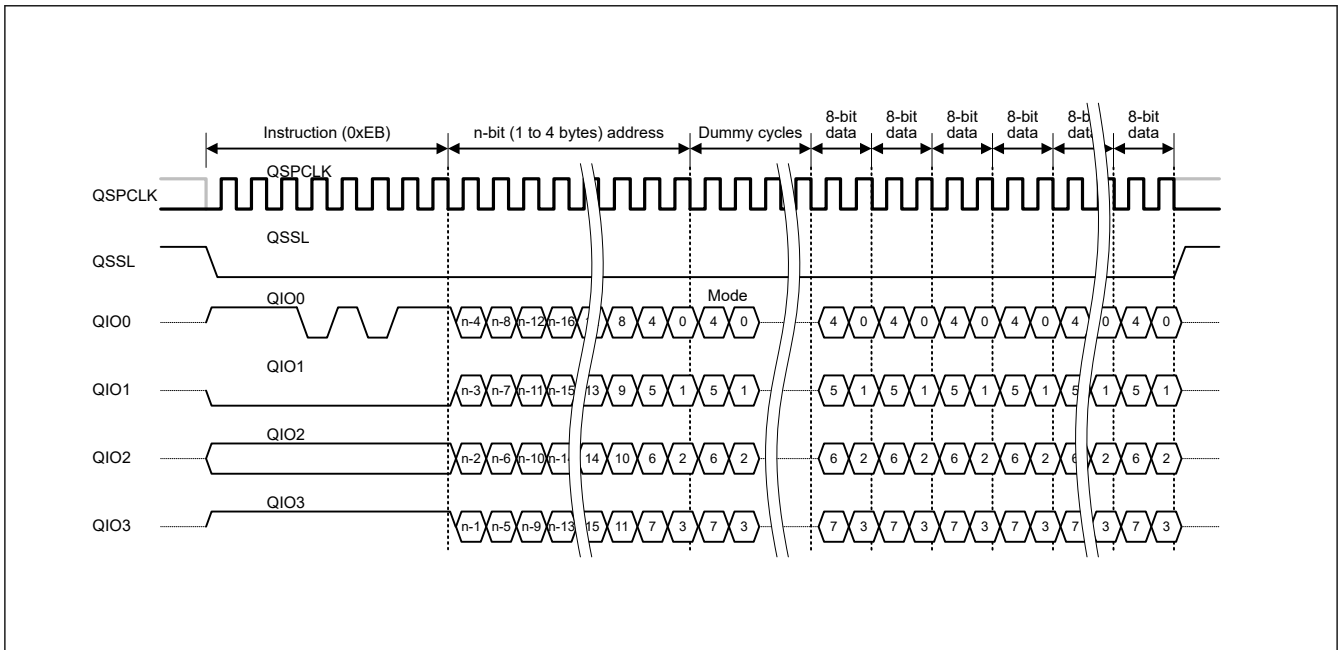 8-bit data 8-bit data 8-bit data 8-bit data 8-bit data
Instruction (0xEB) n-bit (1 to 4 bytes) address Dummy cycles
QSPCLK
QSPCLK
QSSL
QSSL
QIO0
Mode
QIO0 n-4 n-8 n-12 n-16 8 4 0 4 0 4 0 4 0 4 0 4 0 4 0 4 0
QIO1
QIO1 n-3 n-7 n-11 n-15 13 9 5 1 5 1 5 1 5 1 5 1 5 1 5 1 5 1
QIO2
QIO2 n-2 n-6 n-10 14 10 6 2 6 2 6 2 6 2 6 2 6 2 6 2 6 2
QIO3
QIO3 n-1 n-5 n-9 n-13 15 11 7 3 7 3 7 3 7 3 7 3 7 3 7 3 7 3